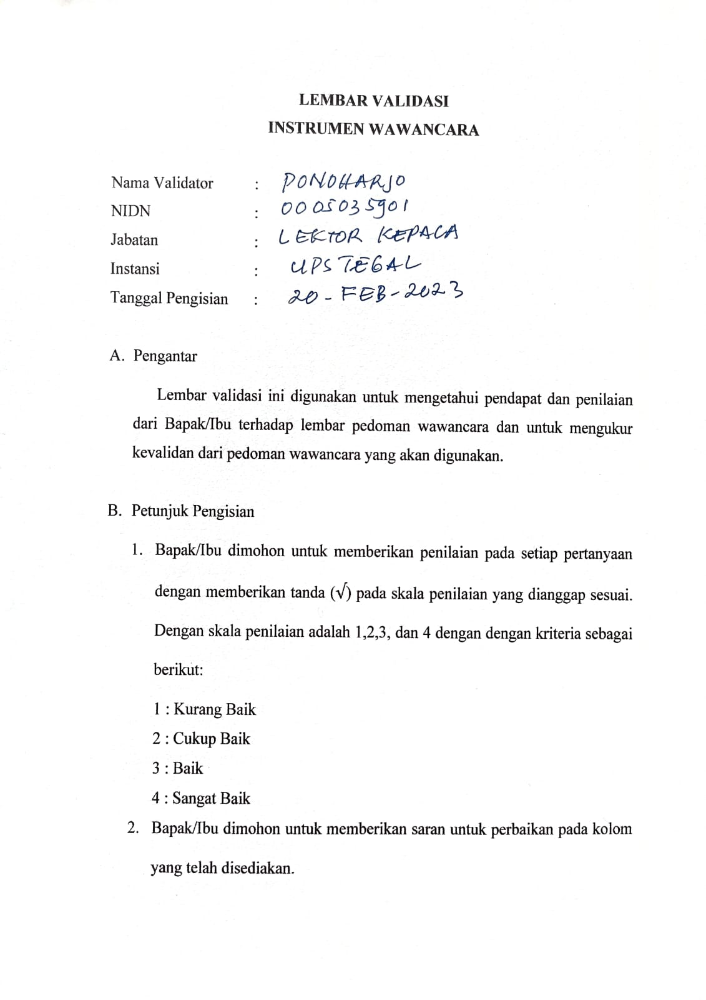 LEMBAR VALIDASI
INSTRUMEN WAWANCARA
Nama Validator : PONOHARJO
NIDN : 0005035901
Jabatan : LEKTOR KEPALA
Instansi : UPS TEGAL
Tanggal Pengisian : 20 - FEB - 2023
A. Pengantar
Lembar validasi ini digunakan untuk mengetahui pendapat dan penilaian
dari Bapak/Ibu terhadap lembar pedoman wawancara dan untuk mengukur
kevalidan dari pedoman wawancara yang akan digunakan.
B. Petunjuk Pengisian
1. Bapak/Ibu dimohon untuk memberikan penilaian pada setiap pertanyaan
dengan memberikan tanda (√) pada skala penilaian yang dianggap sesuai.
Dengan skala penilaian adalah 1,2,3, dan 4 dengan dengan kriteria sebagai
berikut:
1 : Kurang Baik
2 : Cukup Baik
3 : Baik
4 : Sangat Baik
2. Bapak/Ibu dimohon untuk memberikan saran untuk perbaikan pada kolom
yang telah disediakan.